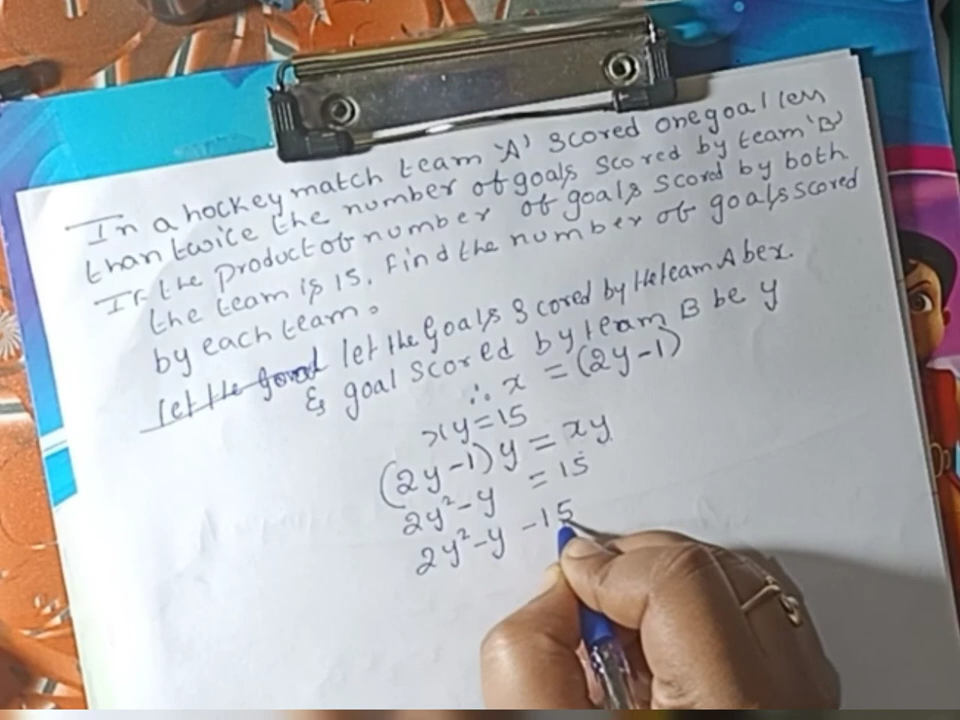 In a hockey match team 'A' scored one goal less
than twice the number of goals scored by team 'B'
If the product of number of goals scored by both
the team is 15. Find the number of goals scored
by each team.
let the good let the Goals Scored by the team A be x.
& goal scored by team B be y
∴ x = (2y-1)
xy=15
(2y-1)y = xy
2y²-y = 15
2y²-y -15